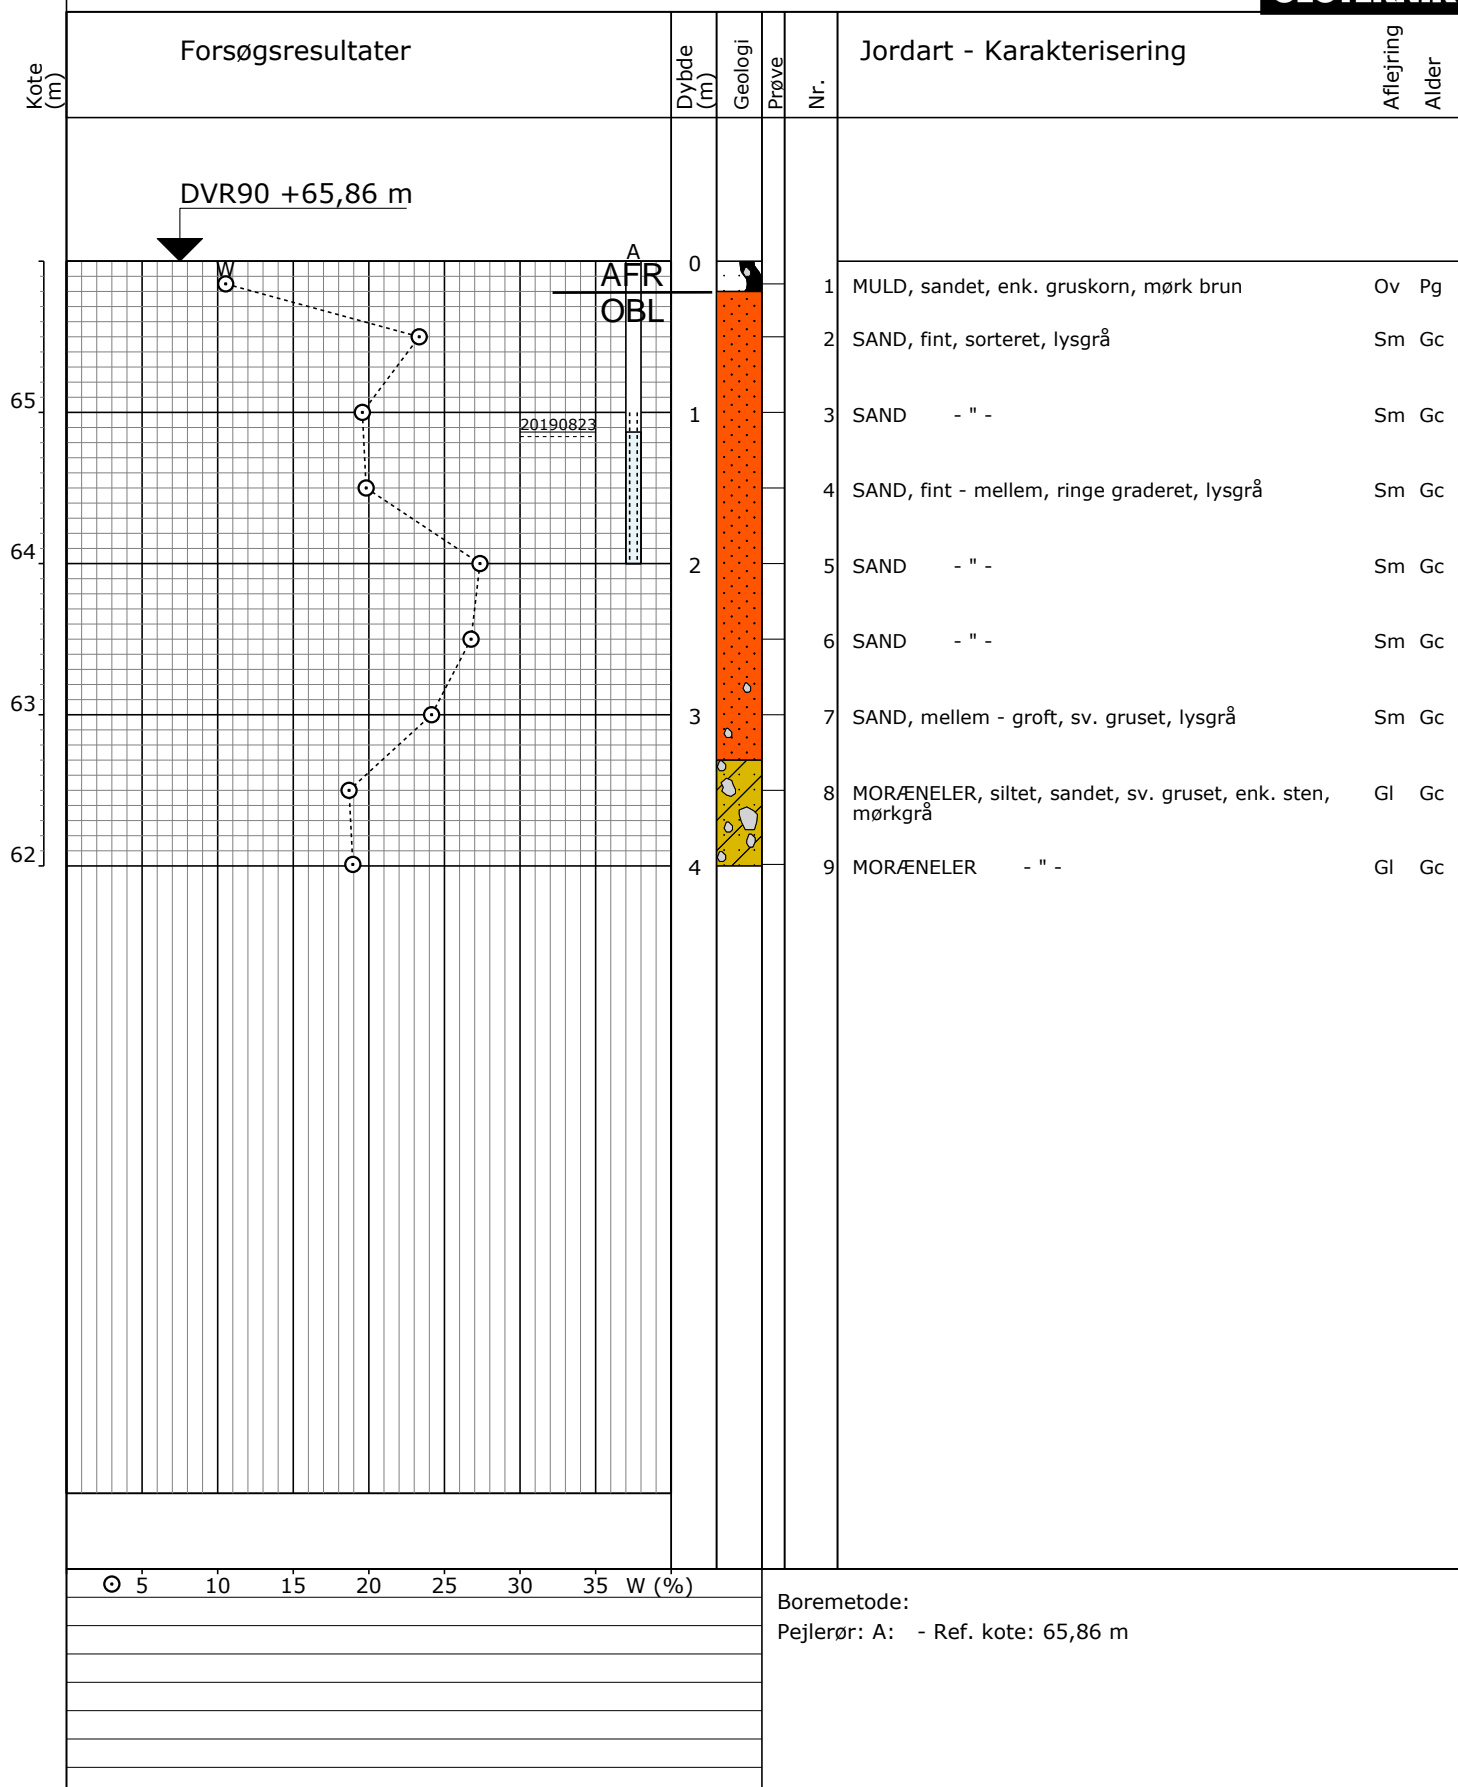 Kote
(m)
Forsøgsresultater
Dybde
(m)
Geologi
Prøve
Nr.
Jordart - Karakterisering
Aflejring
Alder
DVR90 +65,86 m
W
A
AFR
OBL
0
1 MULD, sandet, enk. gruskorn, mørk brun Ov Pg
2 SAND, fint, sorteret, lysgrå Sm Gc
65
1
3 SAND - " - Sm Gc
20190823
4 SAND, fint - mellem, ringe graderet, lysgrå Sm Gc
64
2
5 SAND - " - Sm Gc
6 SAND - " - Sm Gc
63
3
7 SAND, mellem - groft, sv. gruset, lysgrå Sm Gc
8 MORÆNELER, siltet, sandet, sv. gruset, enk. sten, Gl Gc
mørkgrå
62
4
9 MORÆNELER - " - Gl Gc
5 10 15 20 25 30 35 W (%)
Boremetode:
Pejlerør: A: - Ref. kote: 65,86 m